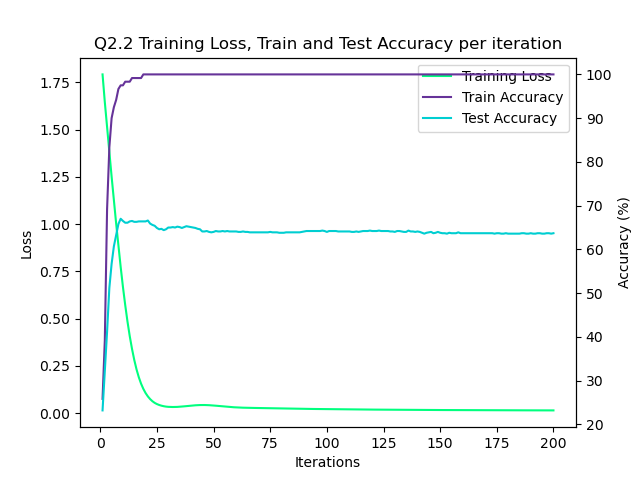 Q2.2 Training Loss, Train and Test Accuracy per iteration
Training Loss
Train Accuracy
Test Accuracy
Loss
1.75
1.50
1.25
1.00
0.75
0.50
0.25
0.00
100
90
80
70
60
50
40
30
20
Accuracy (%)
0 25 50 75 100 125 150 175 200
Iterations